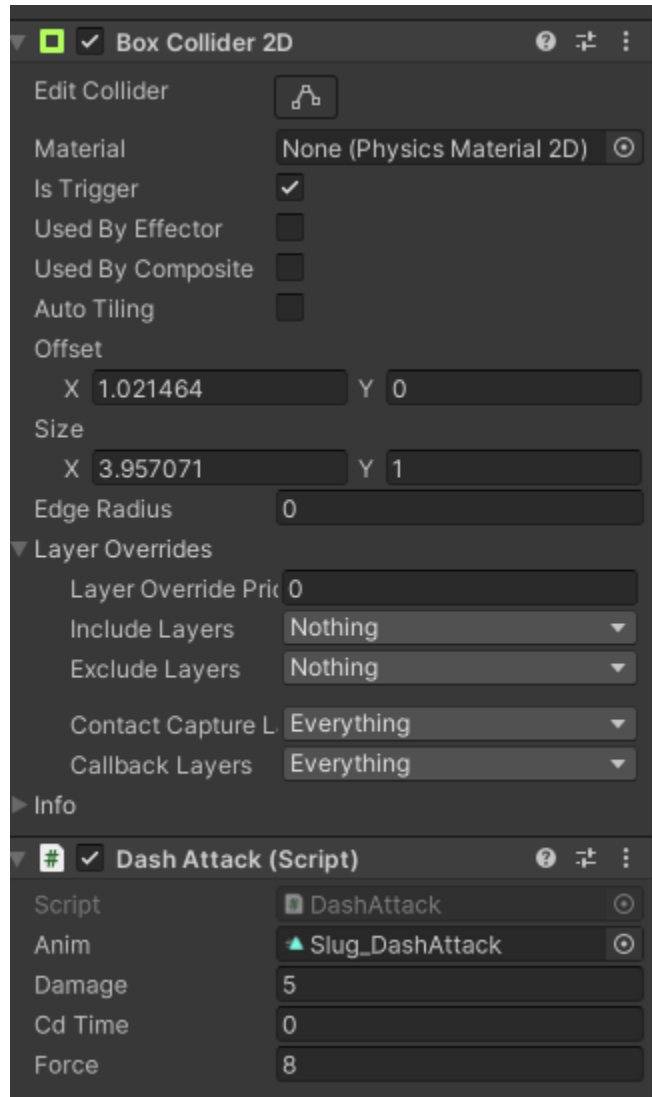 Box Collider 2D
Edit Collider
Material None (Physics Material 2D)
Is Trigger
Used By Effector
Used By Composite
Auto Tiling
Offset
X 1.021464 Y 0
Size
X 3.957071 Y 1
Edge Radius 0
Layer Overrides
Layer Override Pric 0
Include Layers Nothing
Exclude Layers Nothing
Contact Capture L Everything
Callback Layers Everything
Info
# Dash Attack (Script)
Script # DashAttack
Anim Slug_DashAttack
Damage 5
Cd Time 0
Force 8